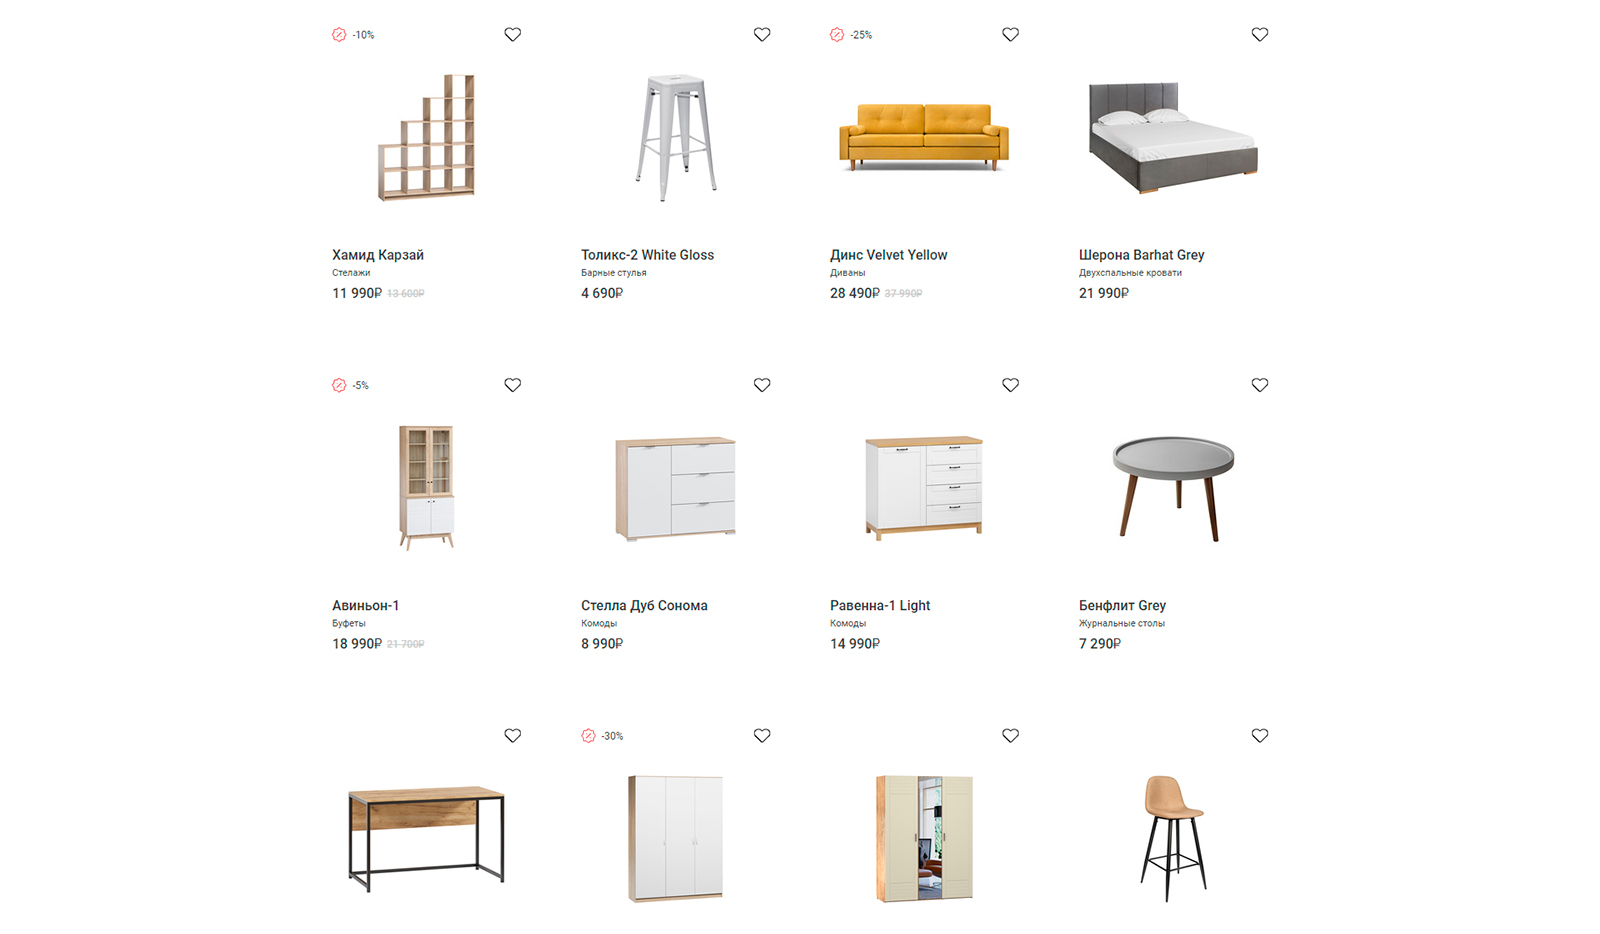 -10%
-25%
Хамид Карзай
Стелажи
11 990₽ 13 600₽
Толикс-2 White Gloss
Барные стулья
4 690₽
Динс Velvet Yellow
Диваны
28 490₽ 37 990₽
Шерона Barhat Grey
Двухспальные кровати
21 990₽
-5%
Авиньон-1
Буфеты
18 990₽ 21 700₽
Стелла Дуб Сонома
Комоды
8 990₽
Равенна-1 Light
Комоды
14 990₽
Бенфлит Grey
Журнальные столы
7 290₽
-30%